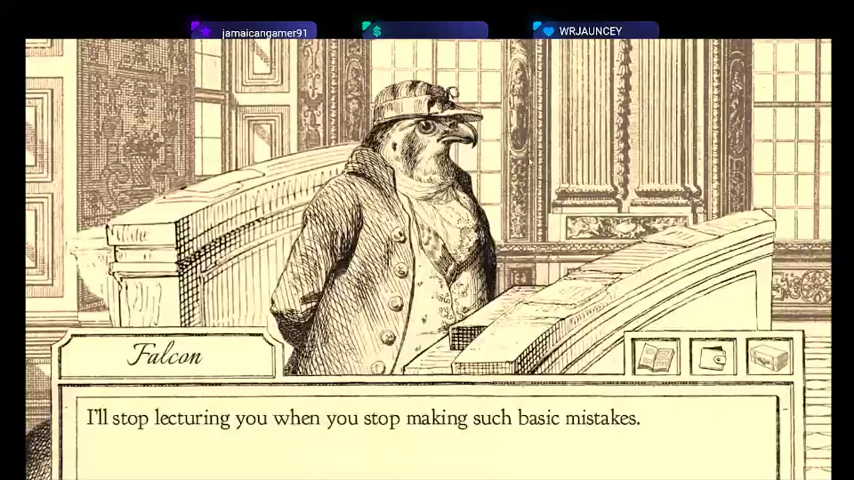 jamaicangamer91
$
WRJAUNCEY
Falcon
I'll stop lecturing you when you stop making such basic mistakes.